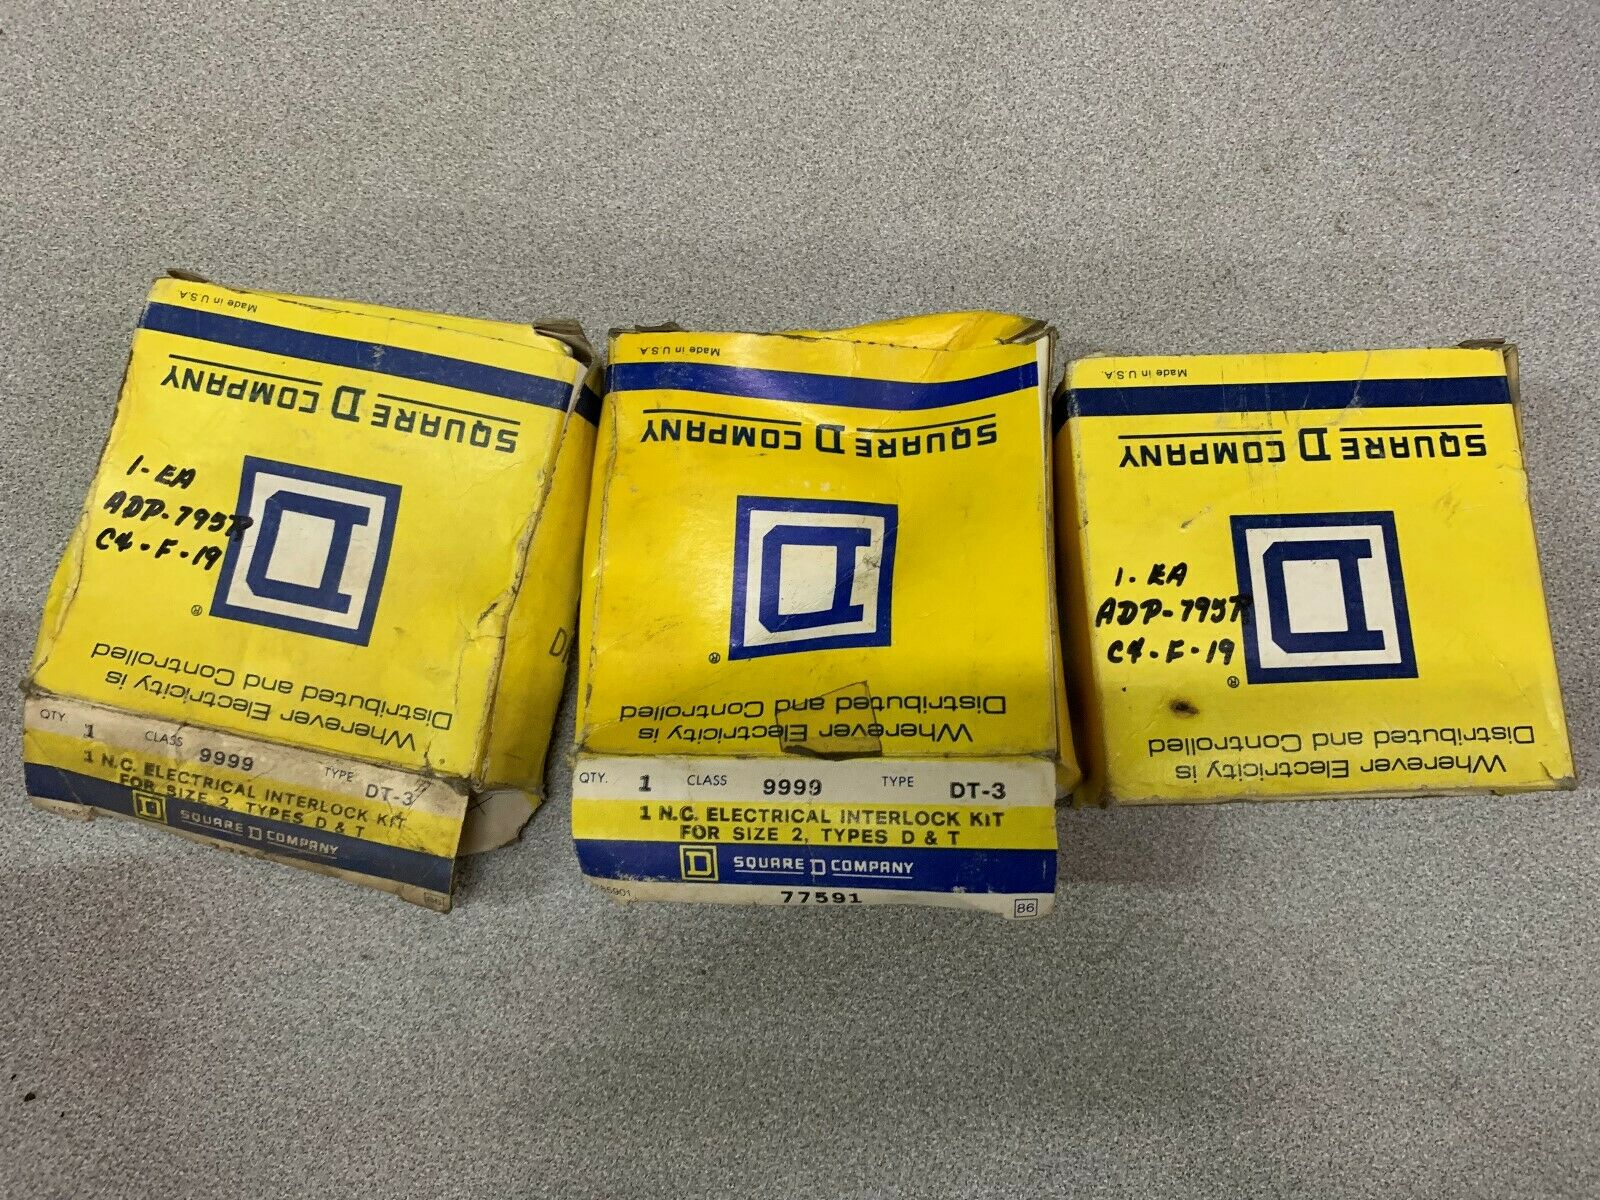 Made in U.S.A.
SQUARE D COMPANY
1-EA
ADP-795R
C4-F-19
D
®
Wherever Electricity is
Distributed and Controlled
QTY. 1 CLASS 9999 TYPE DT-3
1 N.C. ELECTRICAL INTERLOCK KIT
FOR SIZE 2, TYPES D & T
D SQUARE D COMPANY
86
Made in U.S.A.
SQUARE D COMPANY
D
®
Wherever Electricity is
Distributed and Controlled
QTY. 1 CLASS 9999 TYPE DT-3
1 N.C. ELECTRICAL INTERLOCK KIT
FOR SIZE 2, TYPES D & T
D SQUARE D COMPANY
77591
86
Made in U.S.A.
SQUARE D COMPANY
1-EA
ADP-795R
C4-F-19
D
®
Wherever Electricity is
Distributed and Controlled